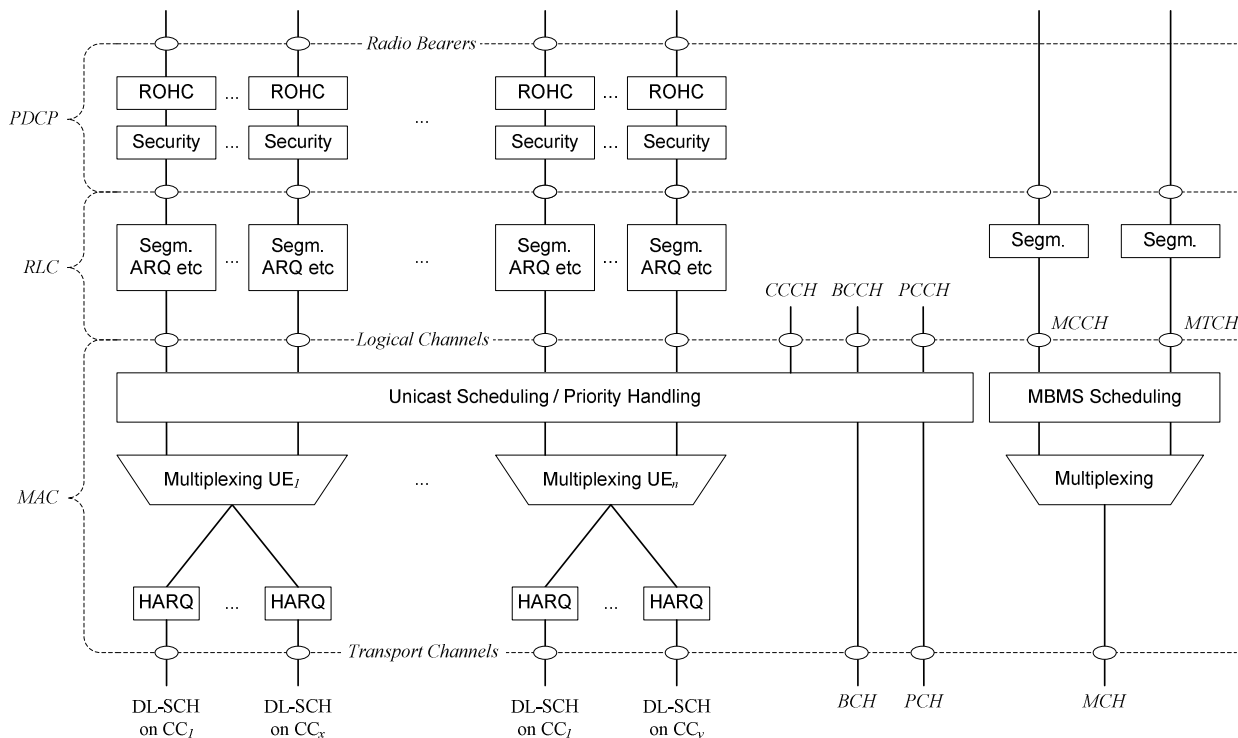 Radio Bearers
ROHC ... ROHC ROHC ... ROHC
PDCP ...
Security ... Security Security ... Security
Segm. Segm. Segm. Segm. Segm. Segm.
RLC ... ... ...
ARQ etc ARQ etc ARQ etc ARQ etc
CCCH BCCH PCCH
MCCH MTCH
Logical Channels
Unicast Scheduling / Priority Handling MBMS Scheduling
Multiplexing UE1 ... Multiplexing UEn Multiplexing
MAC
HARQ ... HARQ HARQ ... HARQ
Transport Channels
DL-SCH DL-SCH DL-SCH DL-SCH BCH PCH MCH
on CC1 on CCx on CC1 on CCy